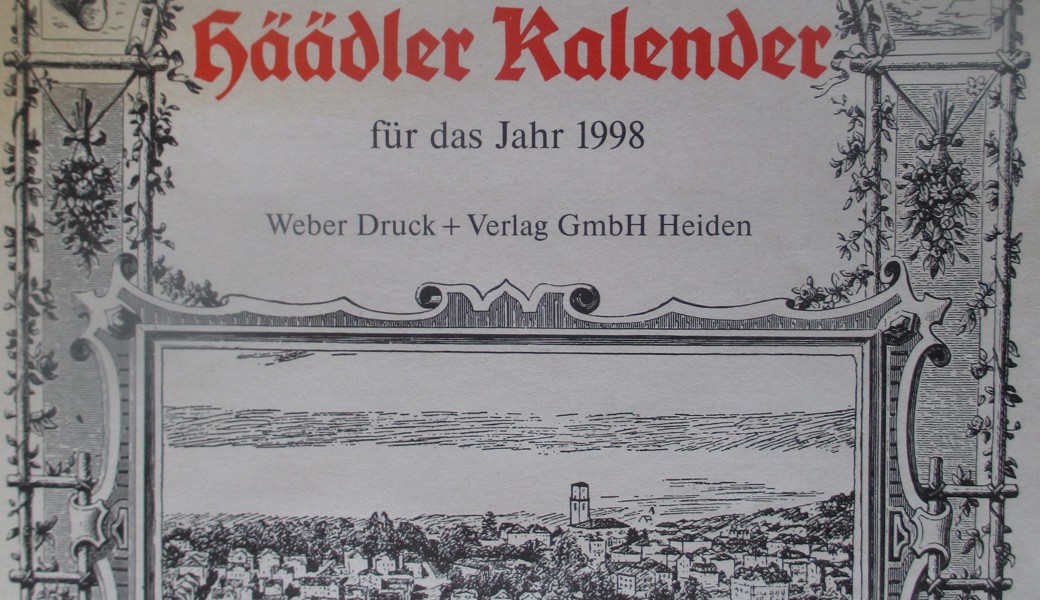 Häädler Kalender
für das Jahr 1998
Weber Druck + Verlag GmbH Heiden